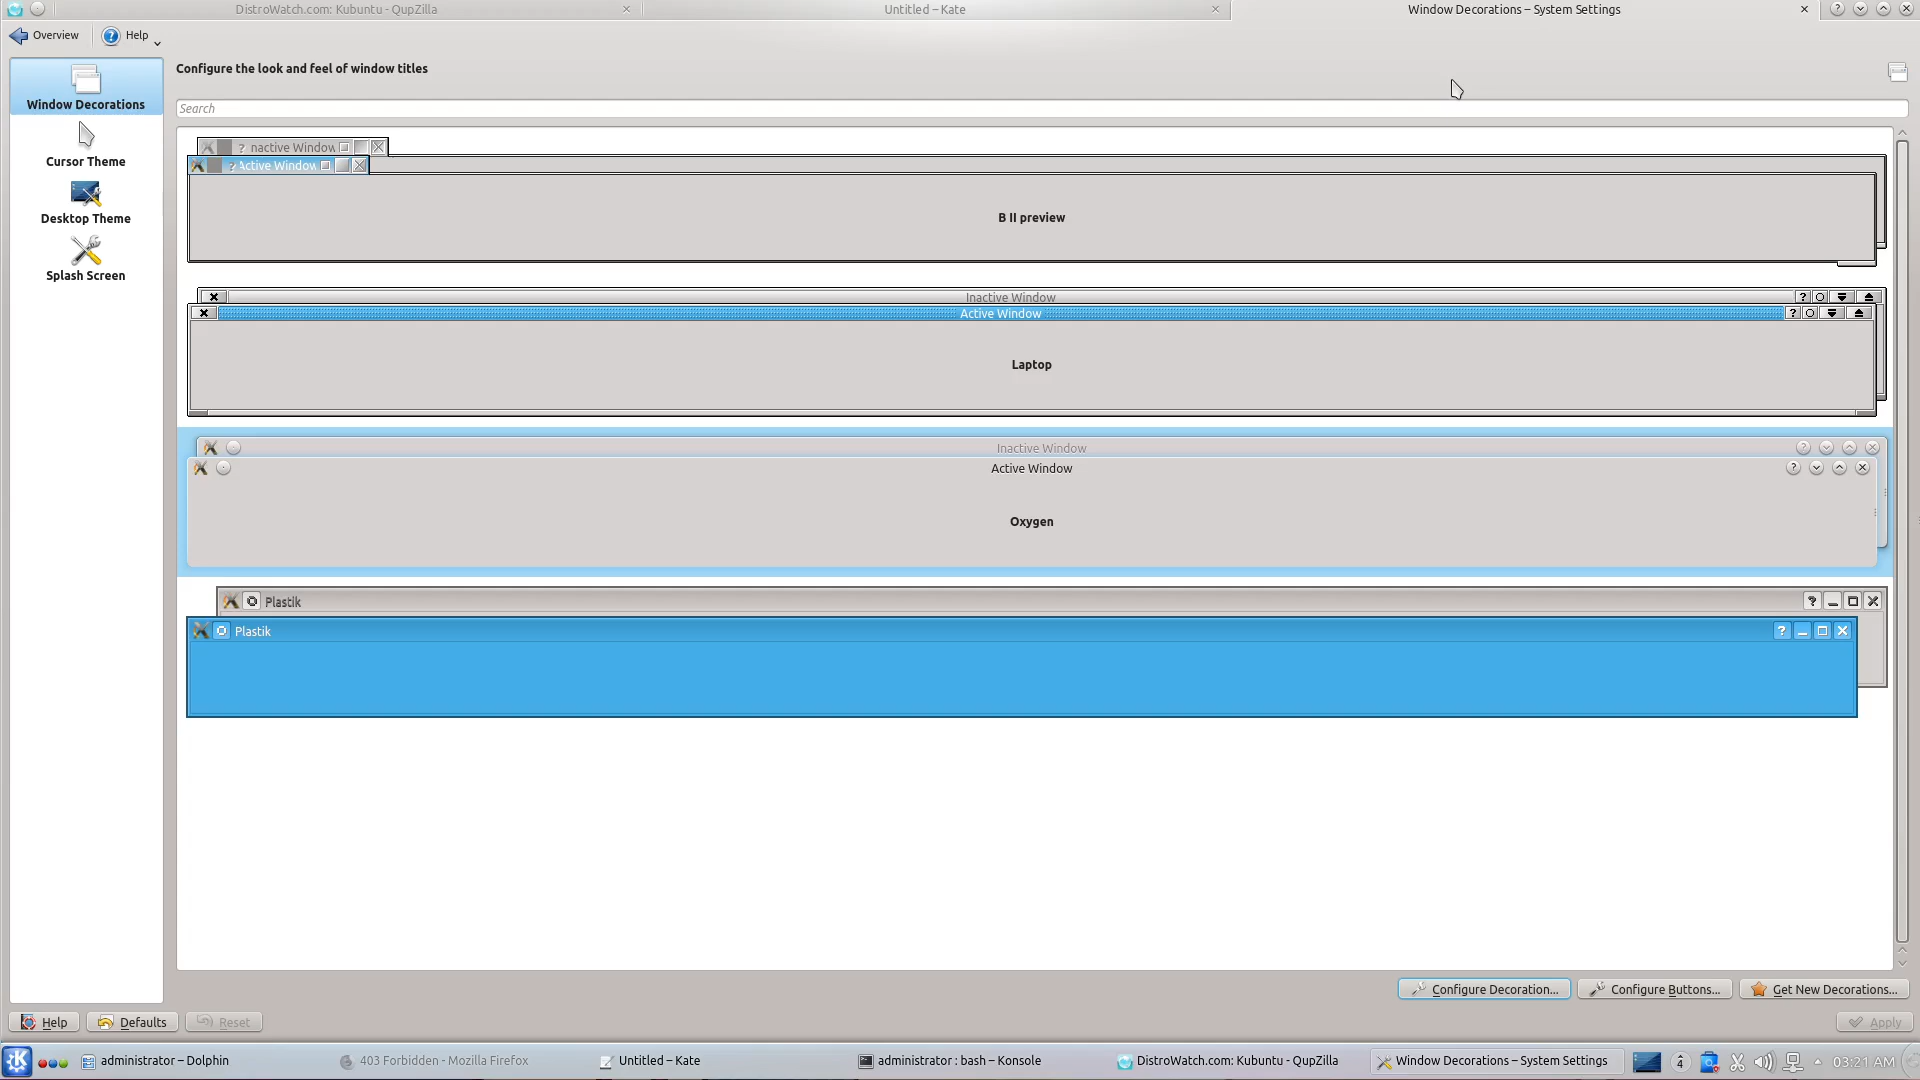 DistroWatch.com: Kubuntu - QupZilla
Untitled – Kate
Window Decorations – System Settings
Overview
Help
Configure the look and feel of window titles
Search
Window Decorations
Cursor Theme
Desktop Theme
Splash Screen
? nactive Window
? Active Window
B II preview
Inactive Window
Active Window
Laptop
Inactive Window
Active Window
Oxygen
Plastik
Plastik
Configure Decoration...
Configure Buttons...
Get New Decorations...
Help
Defaults
Reset
Apply
administrator – Dolphin
403 Forbidden - Mozilla Firefox
Untitled – Kate
administrator : bash – Konsole
DistroWatch.com: Kubuntu - QupZilla
Window Decorations – System Settings
4
03:21 AM